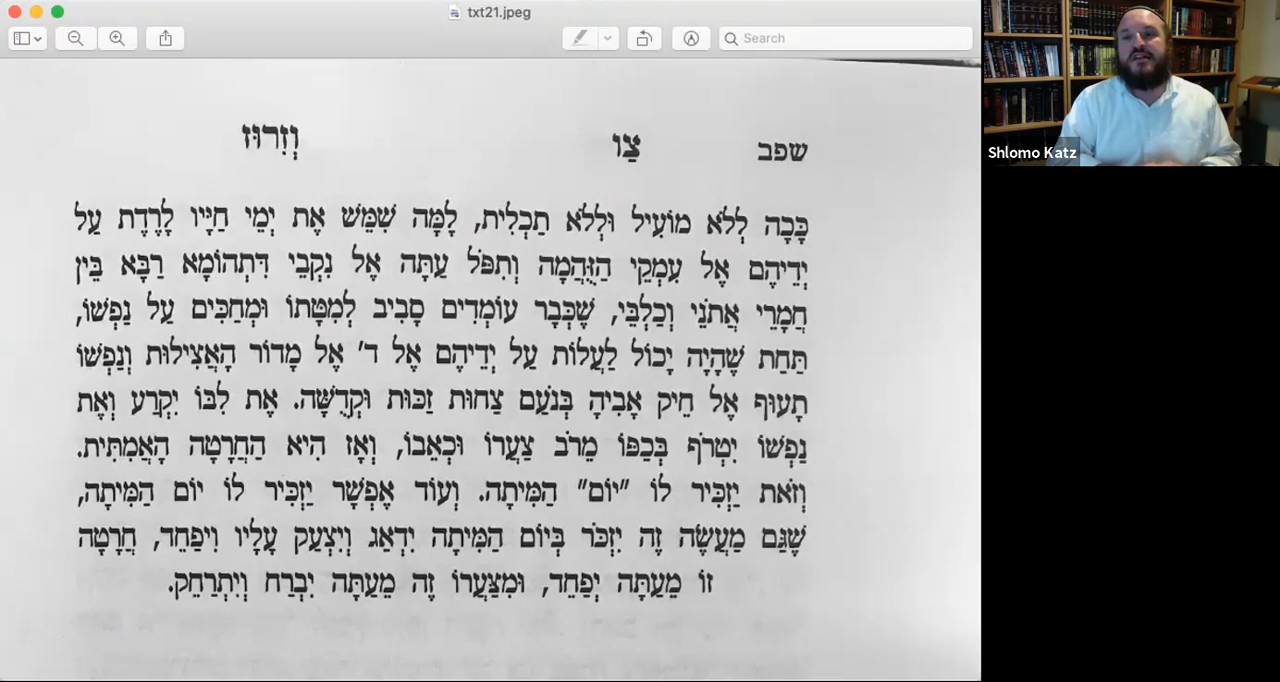 txt21.jpeg
Search
שפב צַו וְזִרוּז
כָּכָה לְלֹא מוֹעִיל וּלְלֹא תַכְלִית, לָמָּה שִׁמֵּשׁ אֶת יְמֵי חַיָּיו לָרֶדֶת עַל
יְדֵיהֶם אֶל עִמְקֵי הַזֻּהֲמָה וְתִפֹּל עַתָּה אֶל נִקְבֵי דִּתְהוֹמָא רַבָּא בֵּין
חֲמָרֵי אֲתֹנֵי וְכַלְבֵּי, שֶׁכְּבָר עוֹמְדִים סָבִיב לְמִטָּתוֹ וּמְחַכִּים עַל נַפְשׁוֹ,
תַּחַת שֶׁהָיָה יָכוֹל לַעֲלוֹת עַל יְדֵיהֶם אֶל ד' אֶל מָדוֹר הָאֲצִילוּת וְנַפְשׁוֹ
תָעוּף אֶל חֵיק אָבִיהָ בְּנֹעַם צַחוּת זַכּוּת וּקְדֻשָּׁה. אֶת לִבּוֹ יִקְרַע וְאֶת
נַפְשׁוֹ יִטְרֹף בְּכַפּוֹ מֵרֹב צַעֲרוֹ וּכְאֵבוֹ, וְאָז הִיא הַחֲרָטָה הָאֲמִתִּית.
וְזֹאת יַזְכִּיר לוֹ "יוֹם" הַמִּיתָה. וְעוֹד אֶפְשָׁר יַזְכִּיר לוֹ יוֹם הַמִּיתָה,
שֶׁגַּם מַעֲשֶׂה זֶה יִזְכֹּר בְּיוֹם הַמִּיתָה יִדְאַג וְיִצְעַק עָלָיו וִיפַחֵד, חֲרָטָה
זוֹ מֵעַתָּה יְפַחֵד, וּמִצַּעֲרוֹ זֶה מֵעַתָּה יִבְרַח וְיִתְרַחֵק.
Shlomo Katz